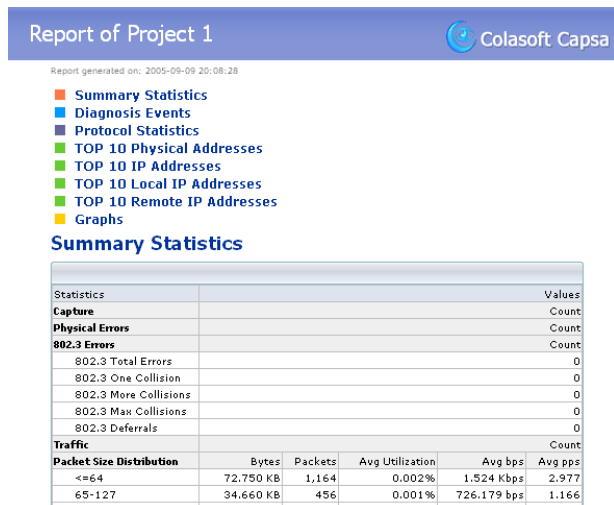 Report of Project 1
Colasoft Capsa
Report generated on: 2005-09-09 20:08:28
Summary Statistics
Diagnosis Events
Protocol Statistics
TOP 10 Physical Addresses
TOP 10 IP Addresses
TOP 10 Local IP Addresses
TOP 10 Remote IP Addresses
Graphs
Summary Statistics
Statistics Values
Capture Count
Physical Errors Count
802.3 Errors Count
802.3 Total Errors 0
802.3 One Collision 0
802.3 More Collisions 0
802.3 Max Collisions 0
802.3 Deferrals 0
Traffic Count
Packet Size Distribution Bytes Packets Avg Utilization Avg bps Avg pps
<=64 72.750 KB 1,164 0.002% 1.524 Kbps 2.977
65-127 34.660 KB 456 0.001% 726.179 bps 1.166